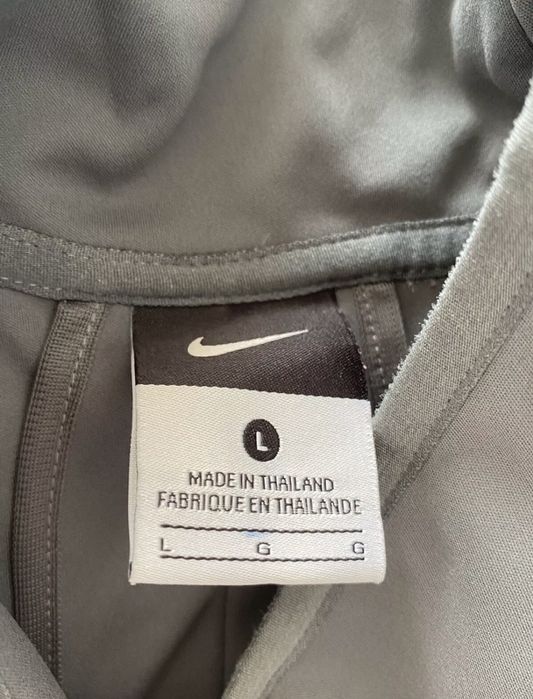 L
MADE IN THAILAND
FABRIQUE EN THAILANDE
L G G